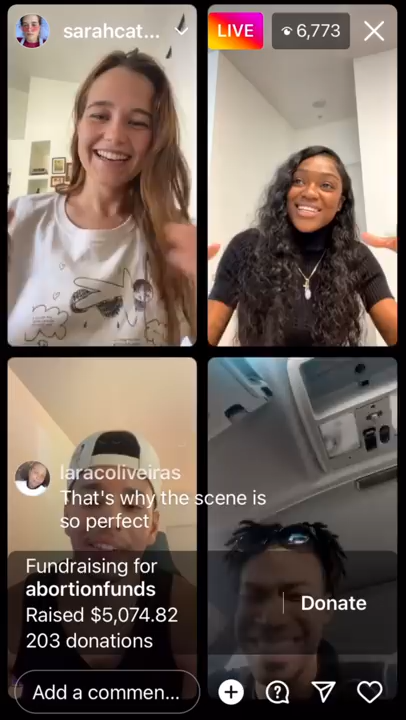 sarahcat...
LIVE
6,773
laracoliveiras
That's why the scene is
so perfect
Fundraising for
abortionfunds
Raised $5,074.82
203 donations
Donate
Add a commen...